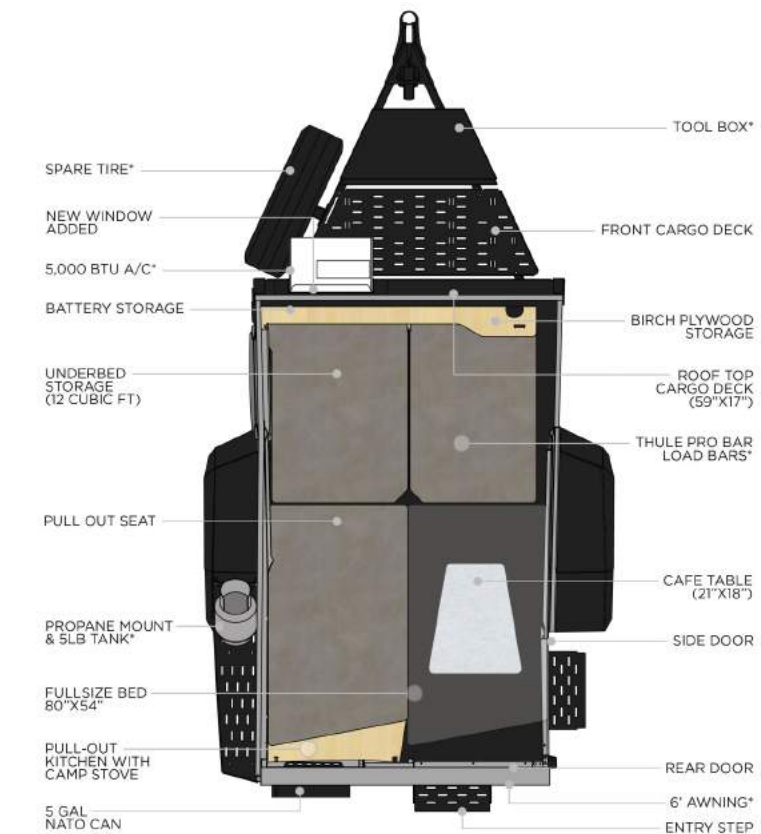 TOOL BOX*
SPARE TIRE*
NEW WINDOW
ADDED
FRONT CARGO DECK
5,000 BTU A/C*
BATTERY STORAGE
BIRCH PLYWOOD
STORAGE
UNDERBED
STORAGE
(12 CUBIC FT)
ROOF TOP
CARGO DECK
(59"X17")
THULE PRO BAR
LOAD BARS*
PULL OUT SEAT
CAFE TABLE
(21"X18")
PROPANE MOUNT
& 5LB TANK*
SIDE DOOR
FULLSIZE BED
80"X54"
PULL-OUT
KITCHEN WITH
CAMP STOVE
REAR DOOR
6' AWNING*
5 GAL
NATO CAN
ENTRY STEP